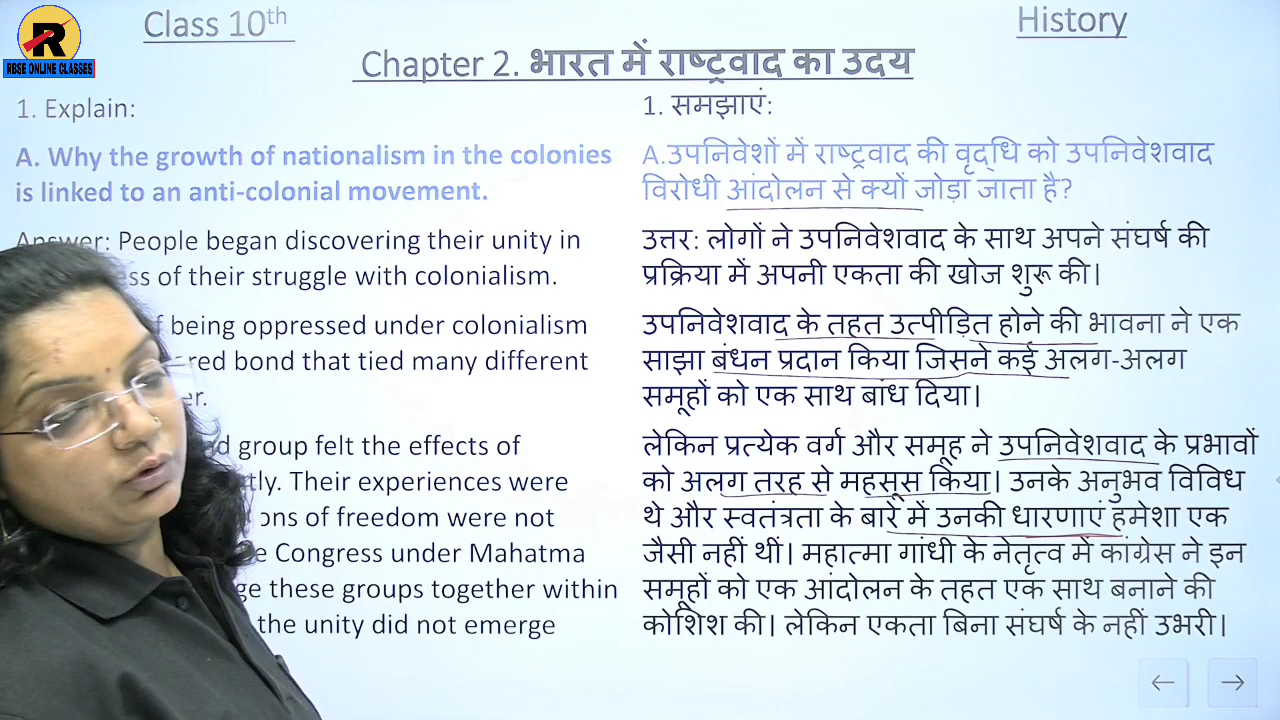 Class 10th
History
R
RBSE ONLINE CLASSES
Chapter 2. भारत में राष्ट्रवाद का उदय
1. Explain:
A. Why the growth of nationalism in the colonies
is linked to an anti-colonial movement.
Answer: People began discovering their unity in
of their struggle with colonialism.
being oppressed under colonialism
bond that tied many different
group felt the effects of
Their experiences were
of freedom were not
Congress under Mahatma
these groups together within
the unity did not emerge
1. समझाएं:
A.उपनिवेशों में राष्ट्रवाद की वृद्धि को उपनिवेशवाद
विरोधी आंदोलन से क्यों जोड़ा जाता है?
उत्तर: लोगों ने उपनिवेशवाद के साथ अपने संघर्ष की
प्रक्रिया में अपनी एकता की खोज शुरू की।
उपनिवेशवाद के तहत उत्पीड़ित होने की भावना ने एक
साझा बंधन प्रदान किया जिसने कई अलग-अलग
समूहों को एक साथ बांध दिया।
लेकिन प्रत्येक वर्ग और समूह ने उपनिवेशवाद के प्रभावों
को अलग तरह से महसूस किया। उनके अनुभव विविध
थे और स्वतंत्रता के बारे में उनकी धारणाएं हमेशा एक
जैसी नहीं थीं। महात्मा गांधी के नेतृत्व में कांग्रेस ने इन
समूहों को एक आंदोलन के तहत एक साथ बनाने की
कोशिश की। लेकिन एकता बिना संघर्ष के नहीं उभरी।